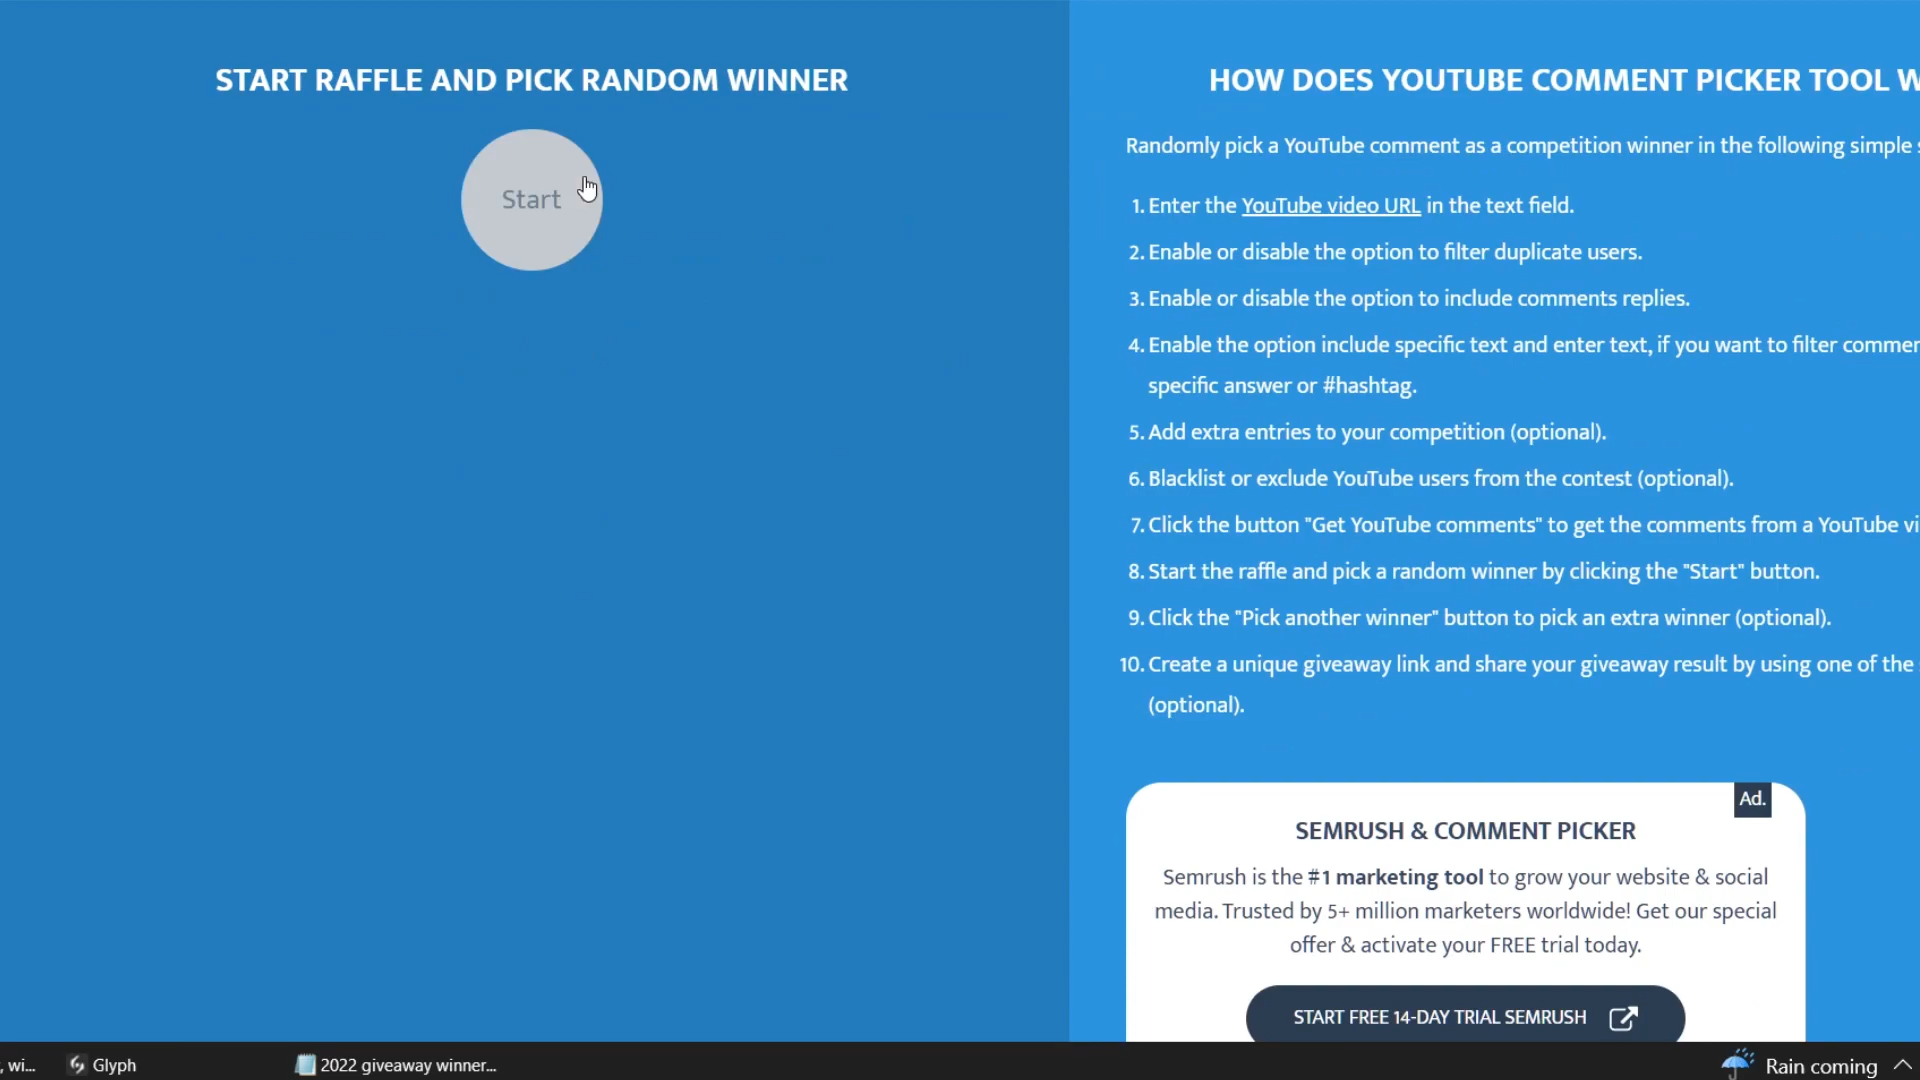 START RAFFLE AND PICK RANDOM WINNER
Start
HOW DOES YOUTUBE COMMENT PICKER TOOL W
Randomly pick a YouTube comment as a competition winner in the following simple s
1. Enter the YouTube video URL in the text field.
2. Enable or disable the option to filter duplicate users.
3. Enable or disable the option to include comments replies.
4. Enable the option include specific text and enter text, if you want to filter commen
specific answer or #hashtag.
5. Add extra entries to your competition (optional).
6. Blacklist or exclude YouTube users from the contest (optional).
7. Click the button "Get YouTube comments" to get the comments from a YouTube vi
8. Start the raffle and pick a random winner by clicking the "Start" button.
9. Click the "Pick another winner" button to pick an extra winner (optional).
10. Create a unique giveaway link and share your giveaway result by using one of the
(optional).
Ad.
SEMRUSH & COMMENT PICKER
Semrush is the #1 marketing tool to grow your website & social
media. Trusted by 5+ million marketers worldwide! Get our special
offer & activate your FREE trial today.
START FREE 14-DAY TRIAL SEMRUSH
, wi...
Glyph
2022 giveaway winner...
Rain coming